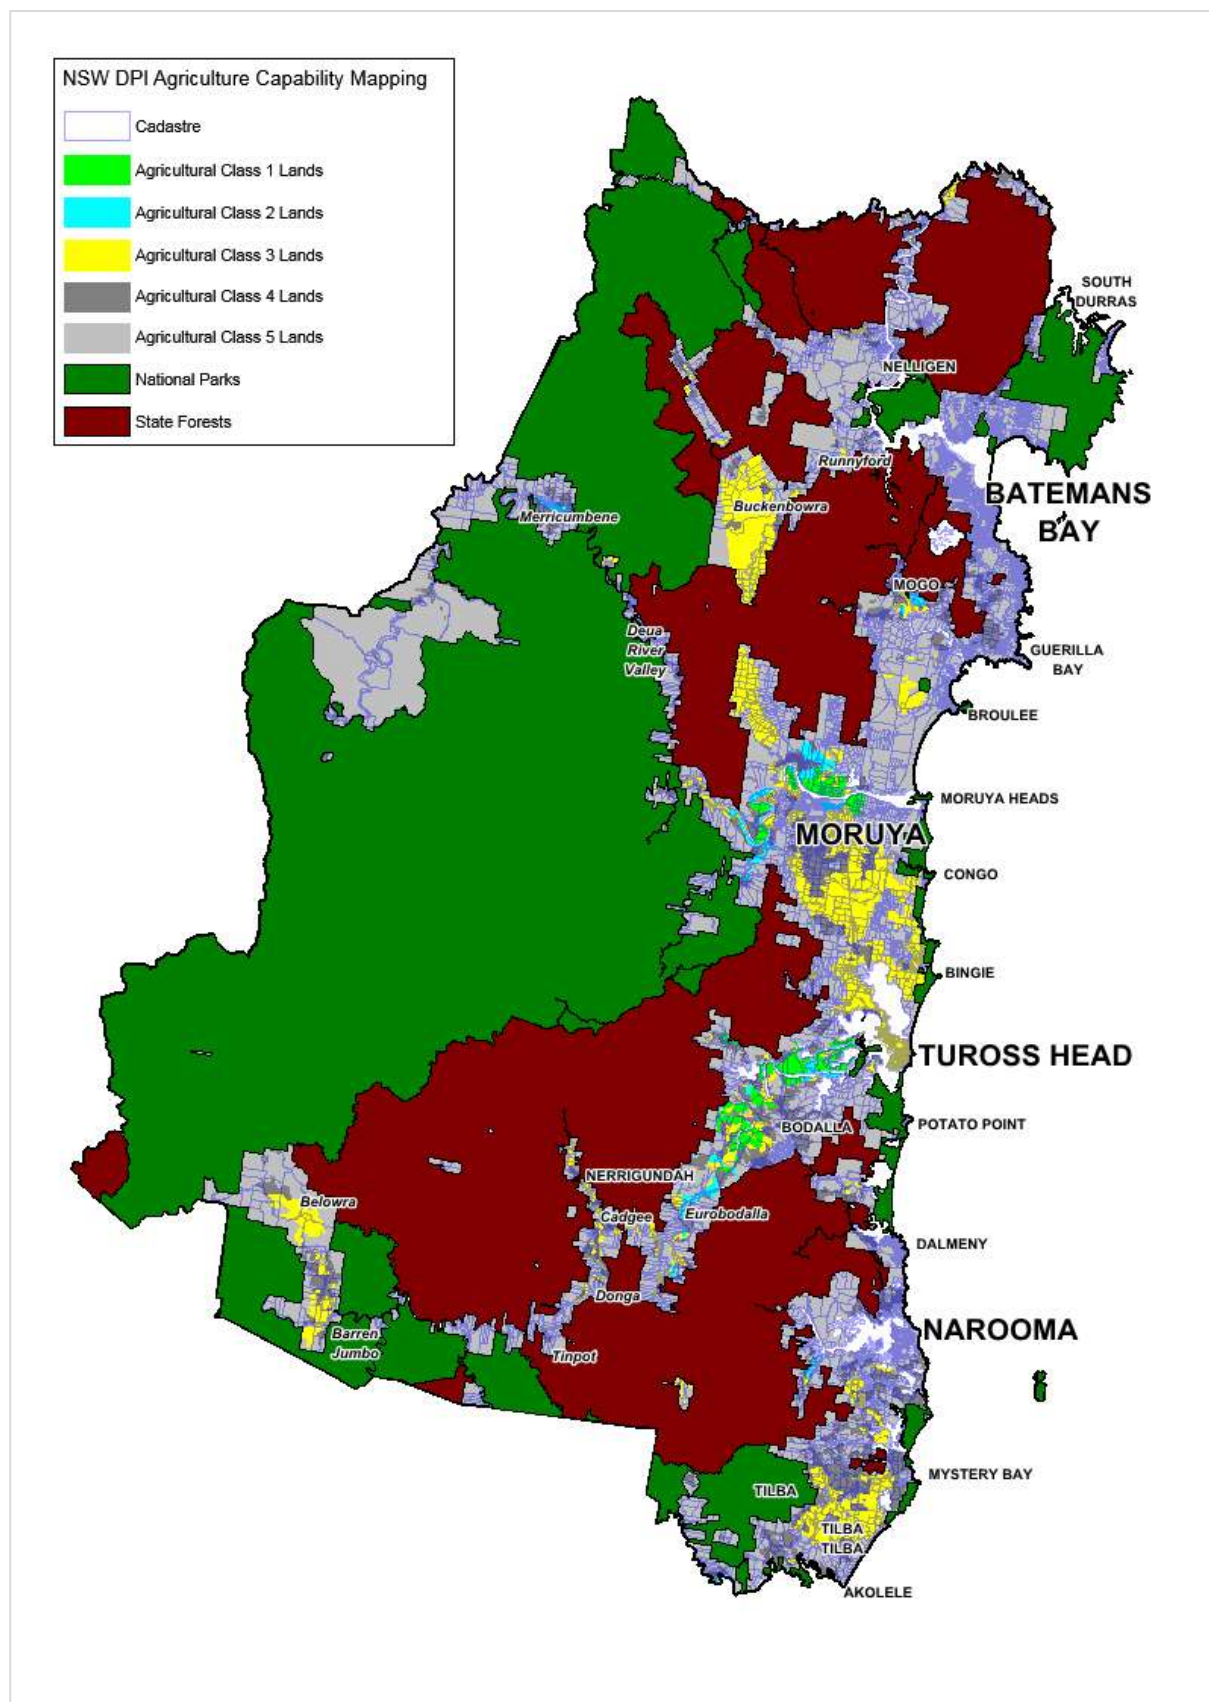 NSW DPI Agriculture Capability Mapping
Cadastre
Agricultural Class 1 Lands
Agricultural Class 2 Lands
Agricultural Class 3 Lands
Agricultural Class 4 Lands
Agricultural Class 5 Lands
National Parks
State Forests
SOUTH
DURRAS
NELLIGEN
Runnyford
BATEMANS
BAY
Buckenbowra
Merricumbene
MOGO
Deua
River
Valley
GUERILLA
BAY
BROULEE
MORUYA HEADS
MORUYA
CONGO
BINGIE
TUROSS HEAD
POTATO POINT
BODALLA
NERRIGUNDAH
Belowra
Cadgee
Eurobodalla
DALMENY
Donga
NAROOMA
Barren
Jumbo
Tinpot
MYSTERY BAY
TILBA
TILBA
TILBA
AKOLELE